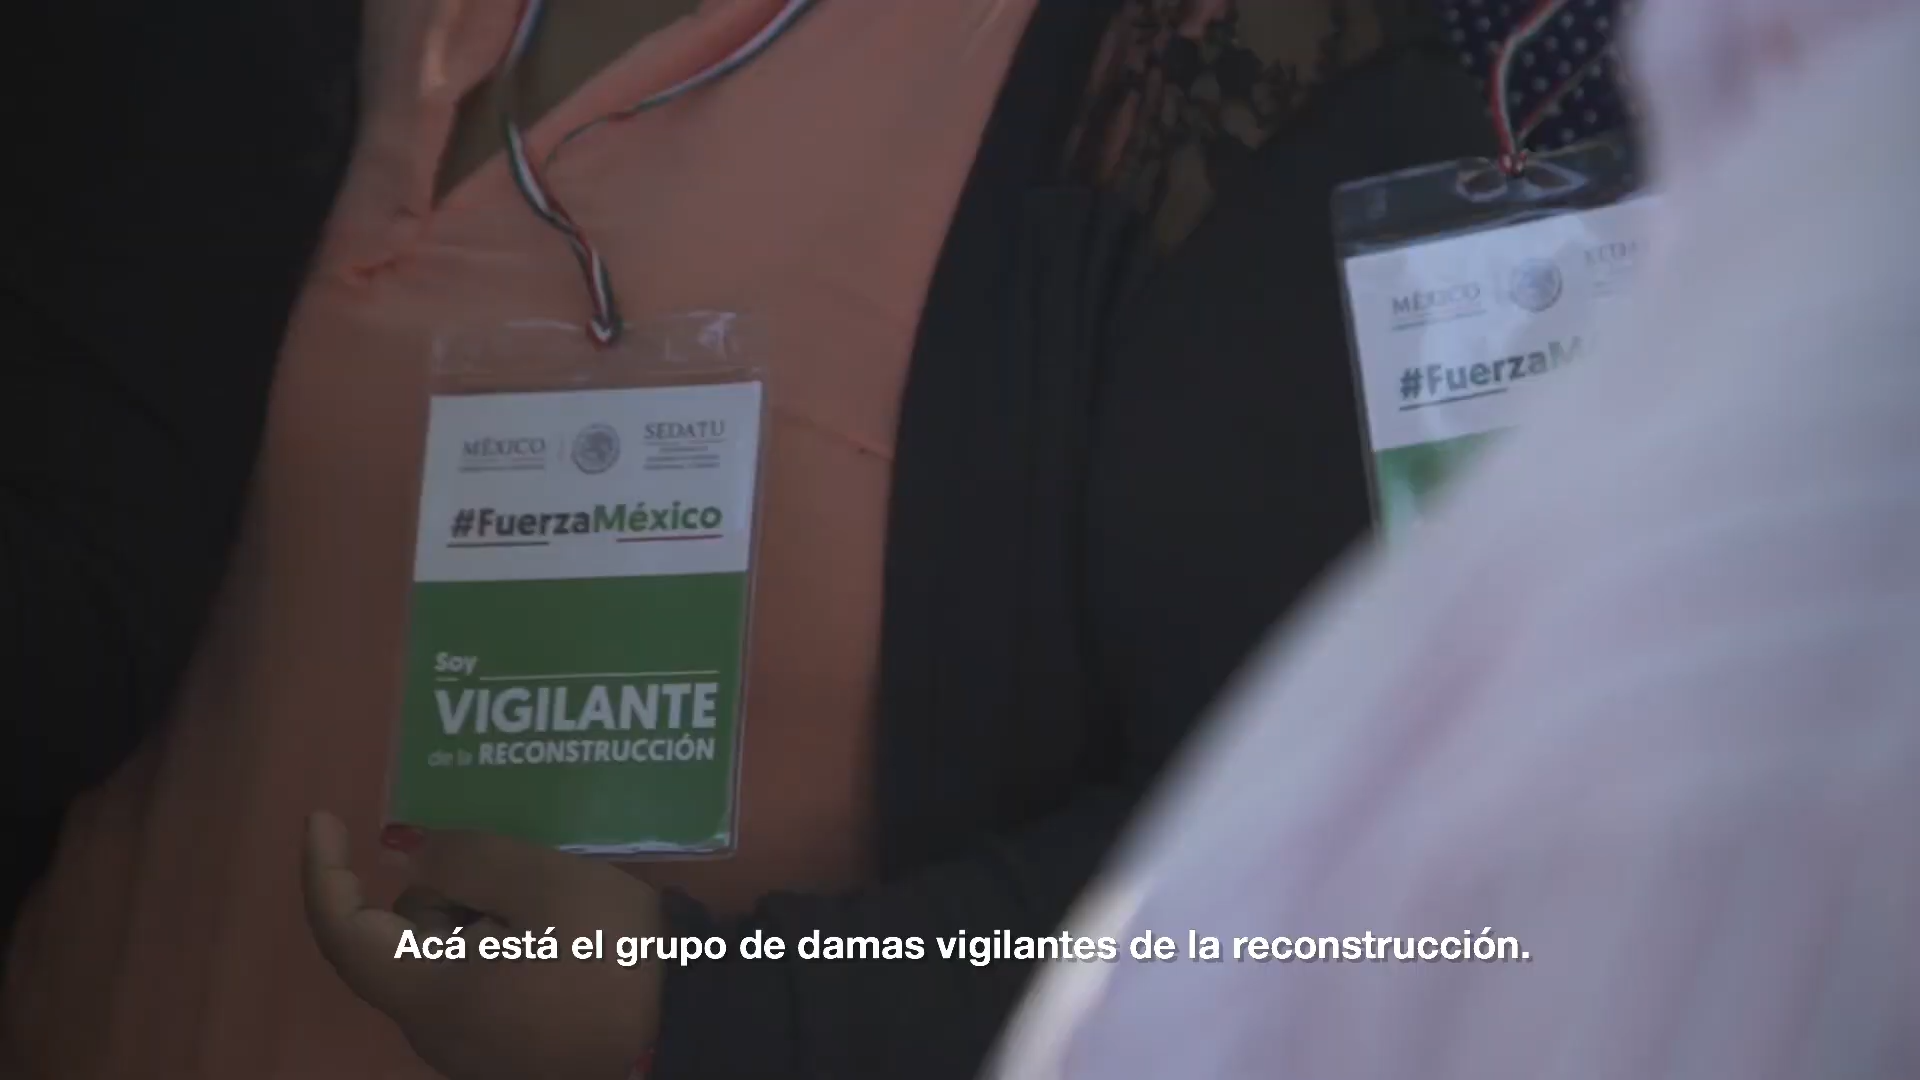 MÉXICO
SEDATU
#FuerzaMéxico
Soy
VIGILANTE
de la RECONSTRUCCIÓN
MÉXICO
#FuerzaM
Acá está el grupo de damas vigilantes de la reconstrucción.